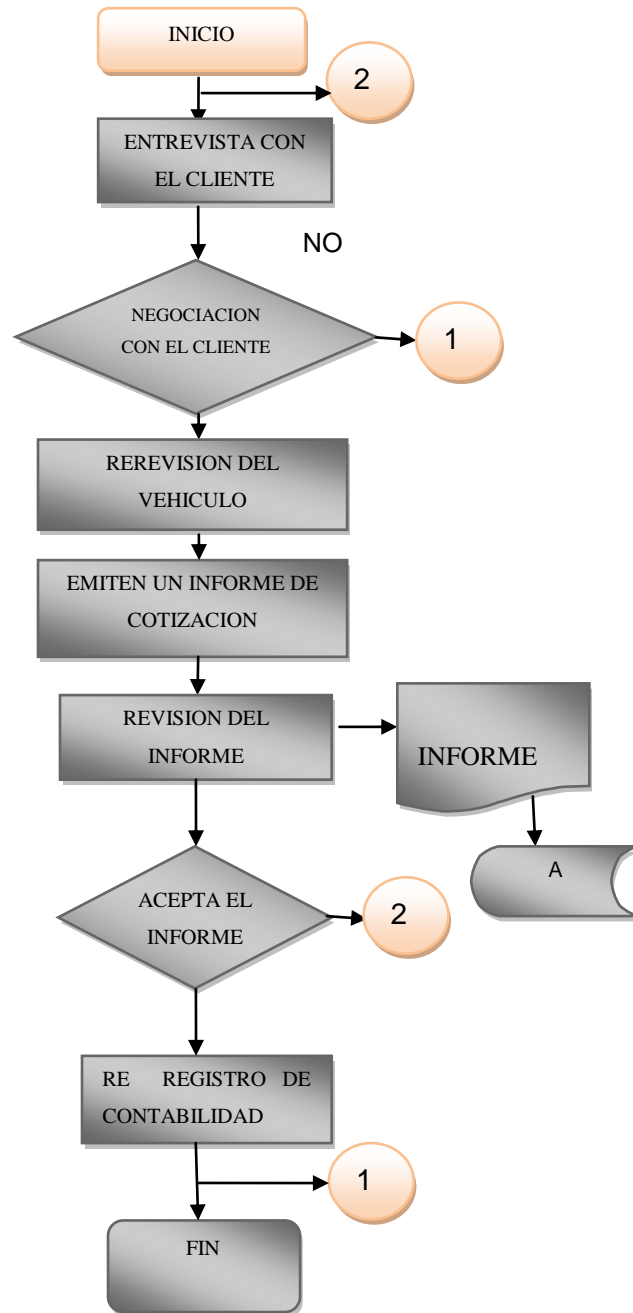 INICIO
2
ENTREVISTA CON
EL CLIENTE
NO
NEGOCIACION
CON EL CLIENTE
1
REREVISION DEL
VEHICULO
EMITEN UN INFORME DE
COTIZACION
REVISION DEL
INFORME
INFORME
A
ACEPTA EL
INFORME
2
RE REGISTRO DE
CONTABILIDAD
1
FIN